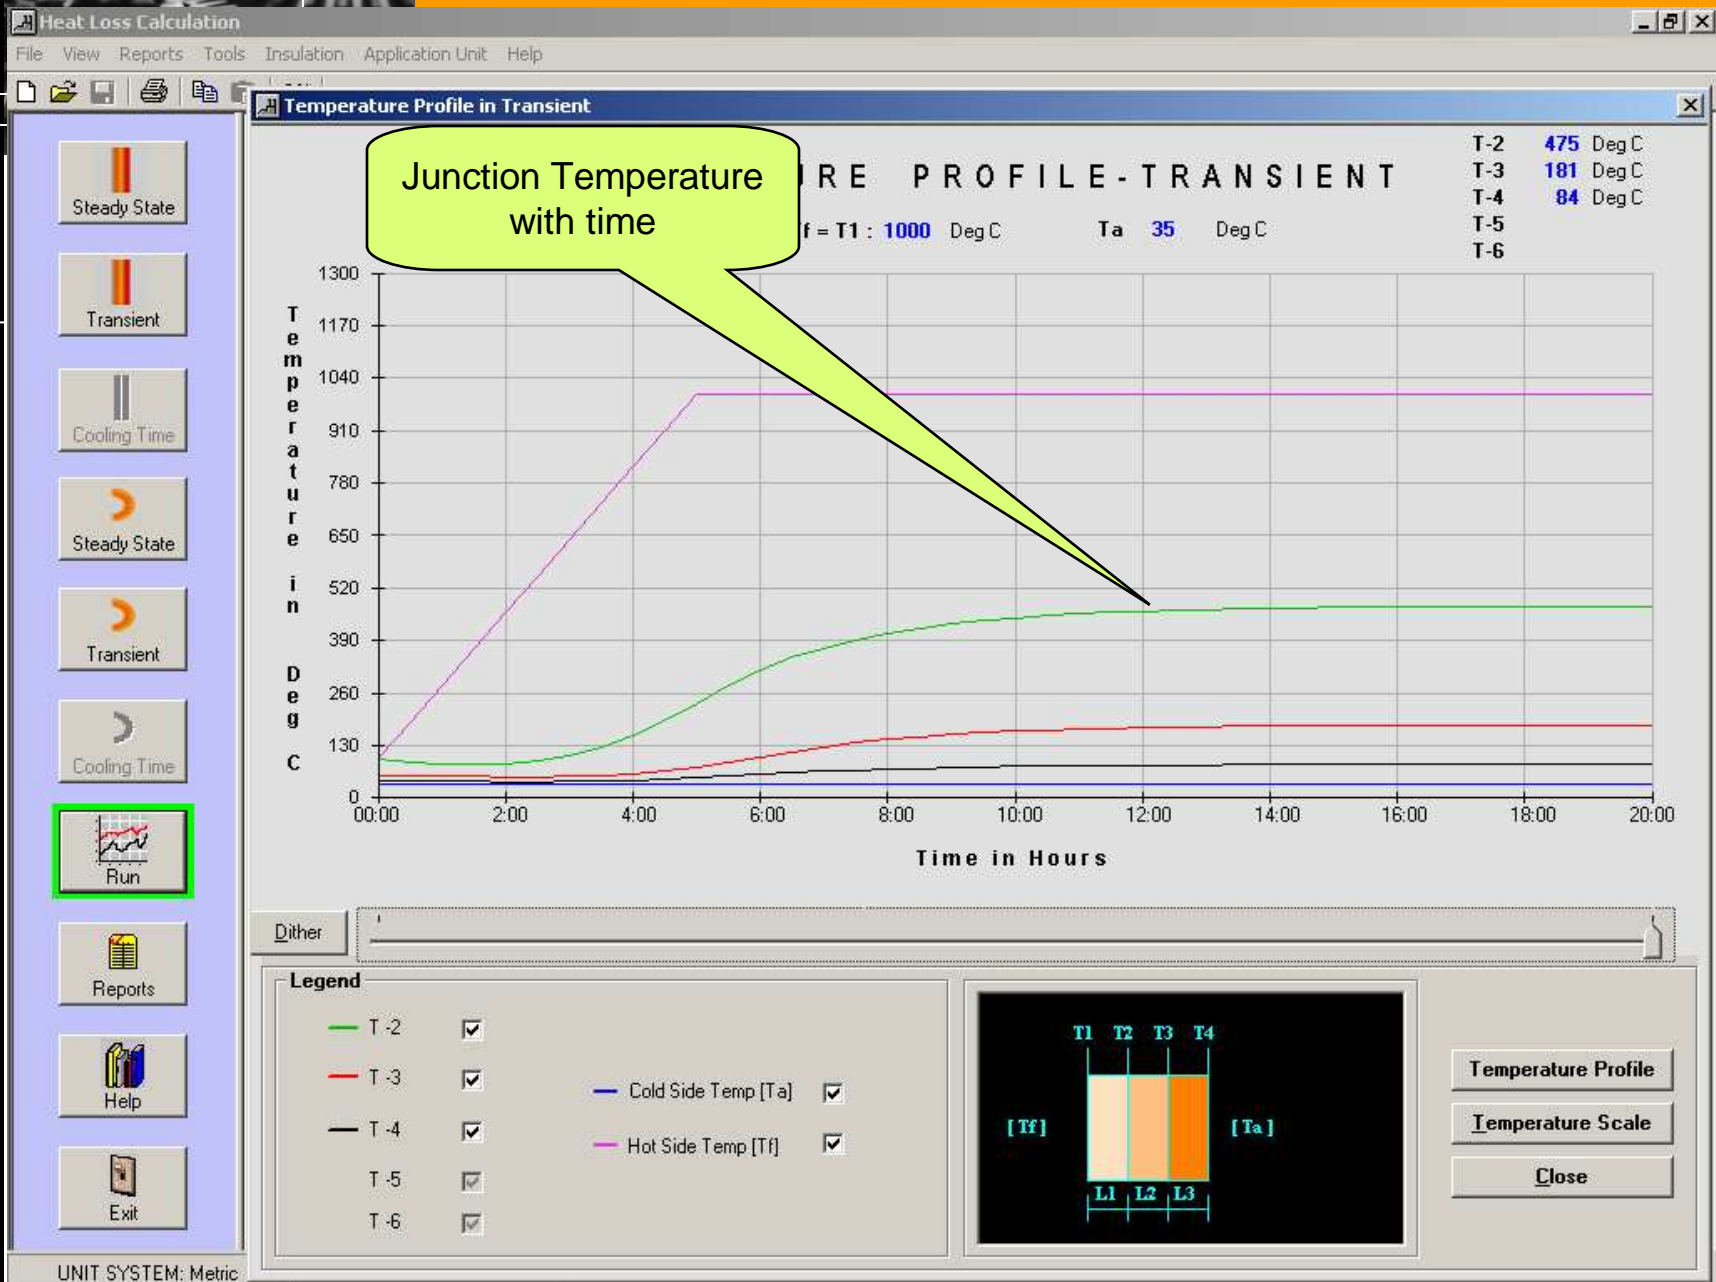 Heat Loss Calculation
File View Reports Tools Insulation Application Unit Help
Temperature Profile in Transient
Junction Temperature
with time
RE PROFILE-TRANSIENT
f = T1 : 1000 Deg C Ta 35 Deg C
T-2 475 Deg C
T-3 181 Deg C
T-4 84 Deg C
T-5
T-6
Steady State
Transient
Cooling Time
Steady State
Transient
Cooling Time
Run
Reports
Help
Exit
Temperature in Deg C
1300
1170
1040
910
780
650
520
390
260
130
0
00:00 2:00 4:00 6:00 8:00 10:00 12:00 14:00 16:00 18:00 20:00
Time in Hours
Dither
Legend
T -2
T -3
T -4
T -5
T -6
Cold Side Temp [Ta]
Hot Side Temp [Tf]
T1 T2 T3 T4
[ Tf ] [ Ta ]
L1 L2 L3
Temperature Profile
Temperature Scale
Close
UNIT SYSTEM: Metric